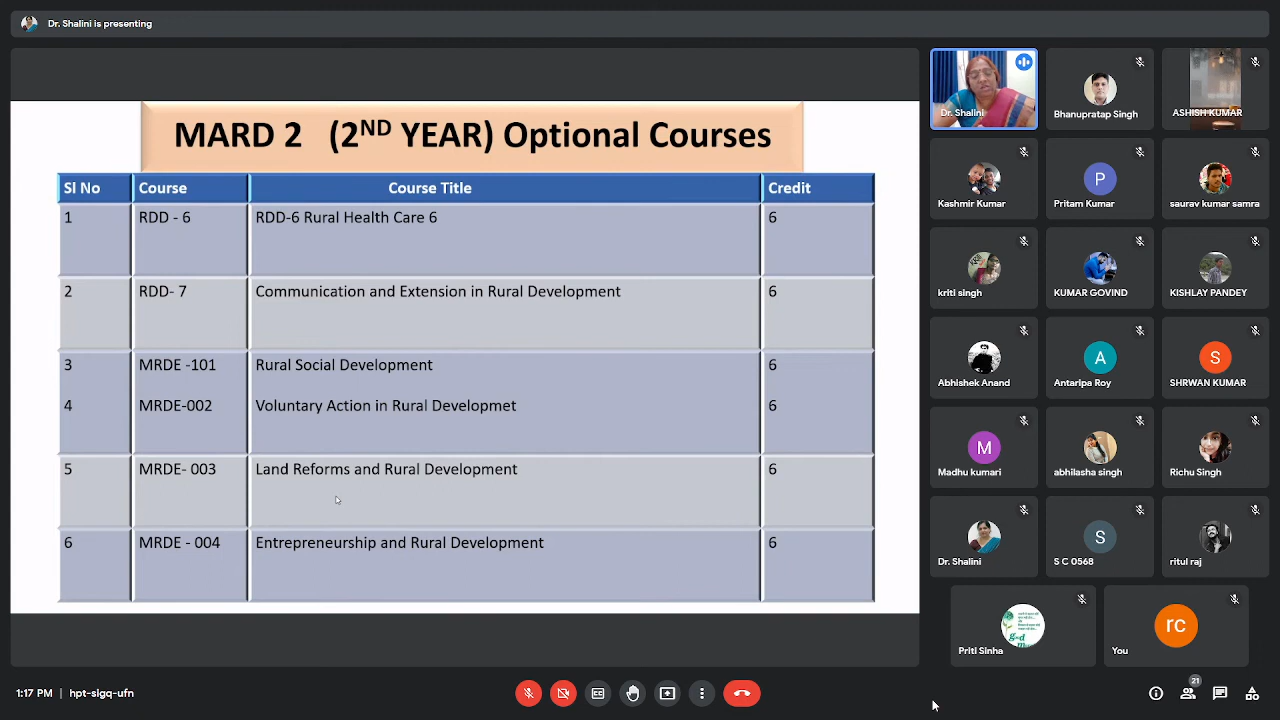 Dr. Shalini is presenting
MARD 2 (2ND YEAR) Optional Courses
Sl No Course Course Title Credit
1 RDD - 6 RDD-6 Rural Health Care 6 6
2 RDD- 7 Communication and Extension in Rural Development 6
3 MRDE -101 Rural Social Development 6
4 MRDE-002 Voluntary Action in Rural Developmet 6
5 MRDE- 003 Land Reforms and Rural Development 6
6 MRDE - 004 Entrepreneurship and Rural Development 6
Dr. Shalini
Bhanupratap Singh
ASHISH KUMAR
Kashmir Kumar
P
Pritam Kumar
saurav kumar samra
kriti singh
KUMAR GOVIND
KISHLAY PANDEY
Abhishek Anand
A
Antaripa Roy
S
SHRWAN KUMAR
M
Madhu kumari
abhilasha singh
Richu Singh
Dr. Shalini
S
S C 0568
ritul raj
Priti Sinha
rc
You
1:17 PM | hpt-slgq-ufn
21